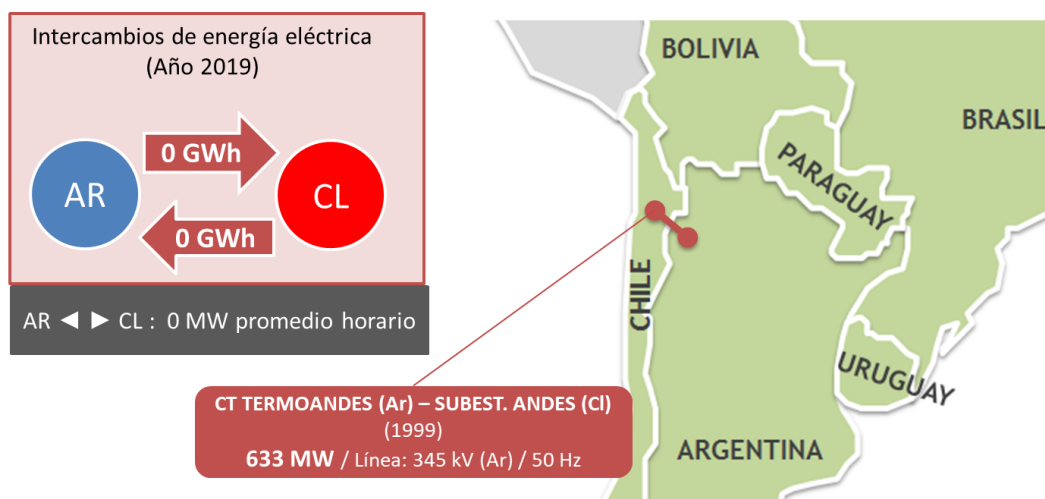 Intercambios de energía eléctrica
(Año 2019)
AR
0 GWh
CL
0 GWh
AR ◄ ► CL : 0 MW promedio horario
BOLIVIA
BRASIL
PARAGUAY
CHILE
URUGUAY
ARGENTINA
CT TERMOANDES (Ar) – SUBEST. ANDES (Cl)
(1999)
633 MW / Línea: 345 kV (Ar) / 50 Hz